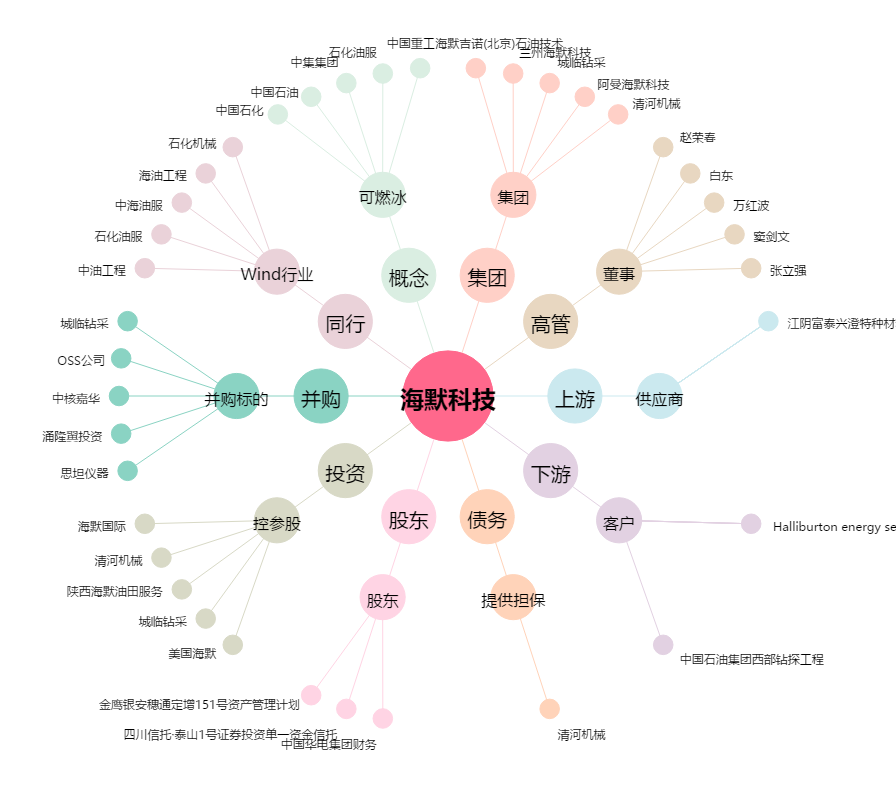 中国重工
海默吉诺(北京)石油技术
石化油服
兰州海默科技
中集集团
城临钻采
中国石油
阿曼海默科技
中国石化
清河机械
石化机械
赵荣春
海油工程
白东
可燃冰
集团
中海油服
万红波
石化油服
窦剑文
中油工程
Wind行业
概念
集团
董事
张立强
城临钻采
同行
高管
江阴富泰兴澄特种材
OSS公司
中核嘉华
并购标的
并购
海默科技
上游
供应商
涌隆翼投资
思坦仪器
投资
下游
海默国际
控参股
股东
债务
客户
Halliburton energy se
清河机械
陕西海默油田服务
股东
提供担保
城临钻采
美国海默
中国石油集团西部钻探工程
金鹰银安穗通定增151号资产管理计划
四川信托·泰山1号证券投资单一资金信托
清河机械
中国华电集团财务